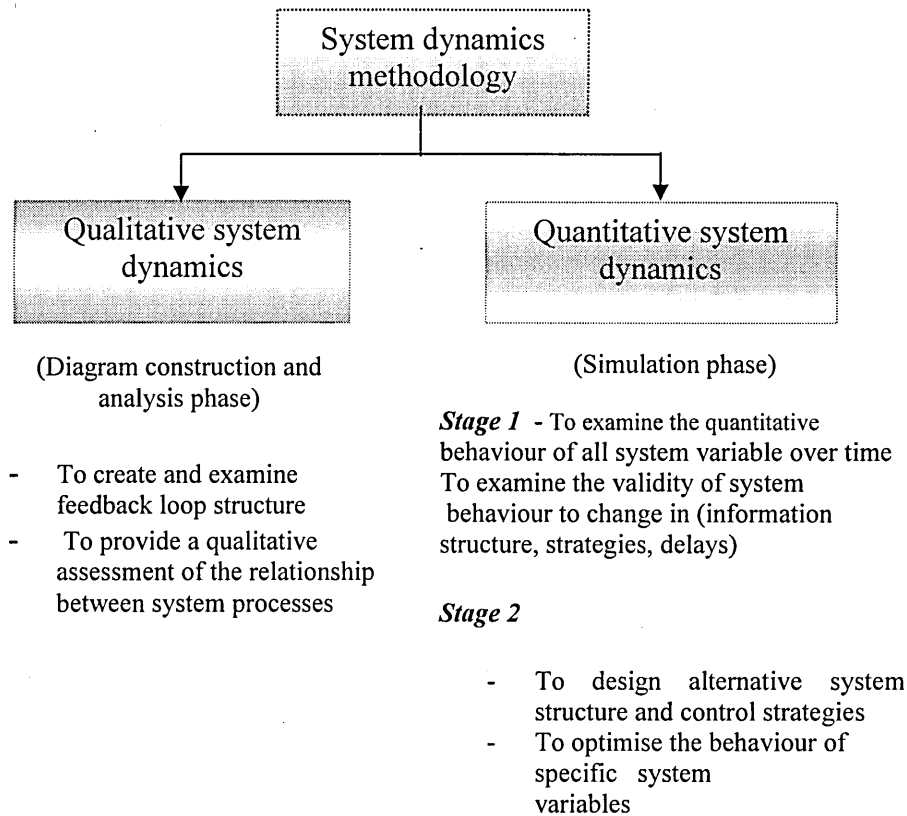 System dynamics
methodology
Qualitative system
dynamics
(Diagram construction and
analysis phase)
- To create and examine
feedback loop structure
- To provide a qualitative
assessment of the relationship
between system processes
Quantitative system
dynamics
(Simulation phase)
Stage 1 - To examine the quantitative
behaviour of all system variable over time
To examine the validity of system
behaviour to change in (information
structure, strategies, delays)
Stage 2
- To design alternative system
structure and control strategies
- To optimise the behaviour of
specific system
variables